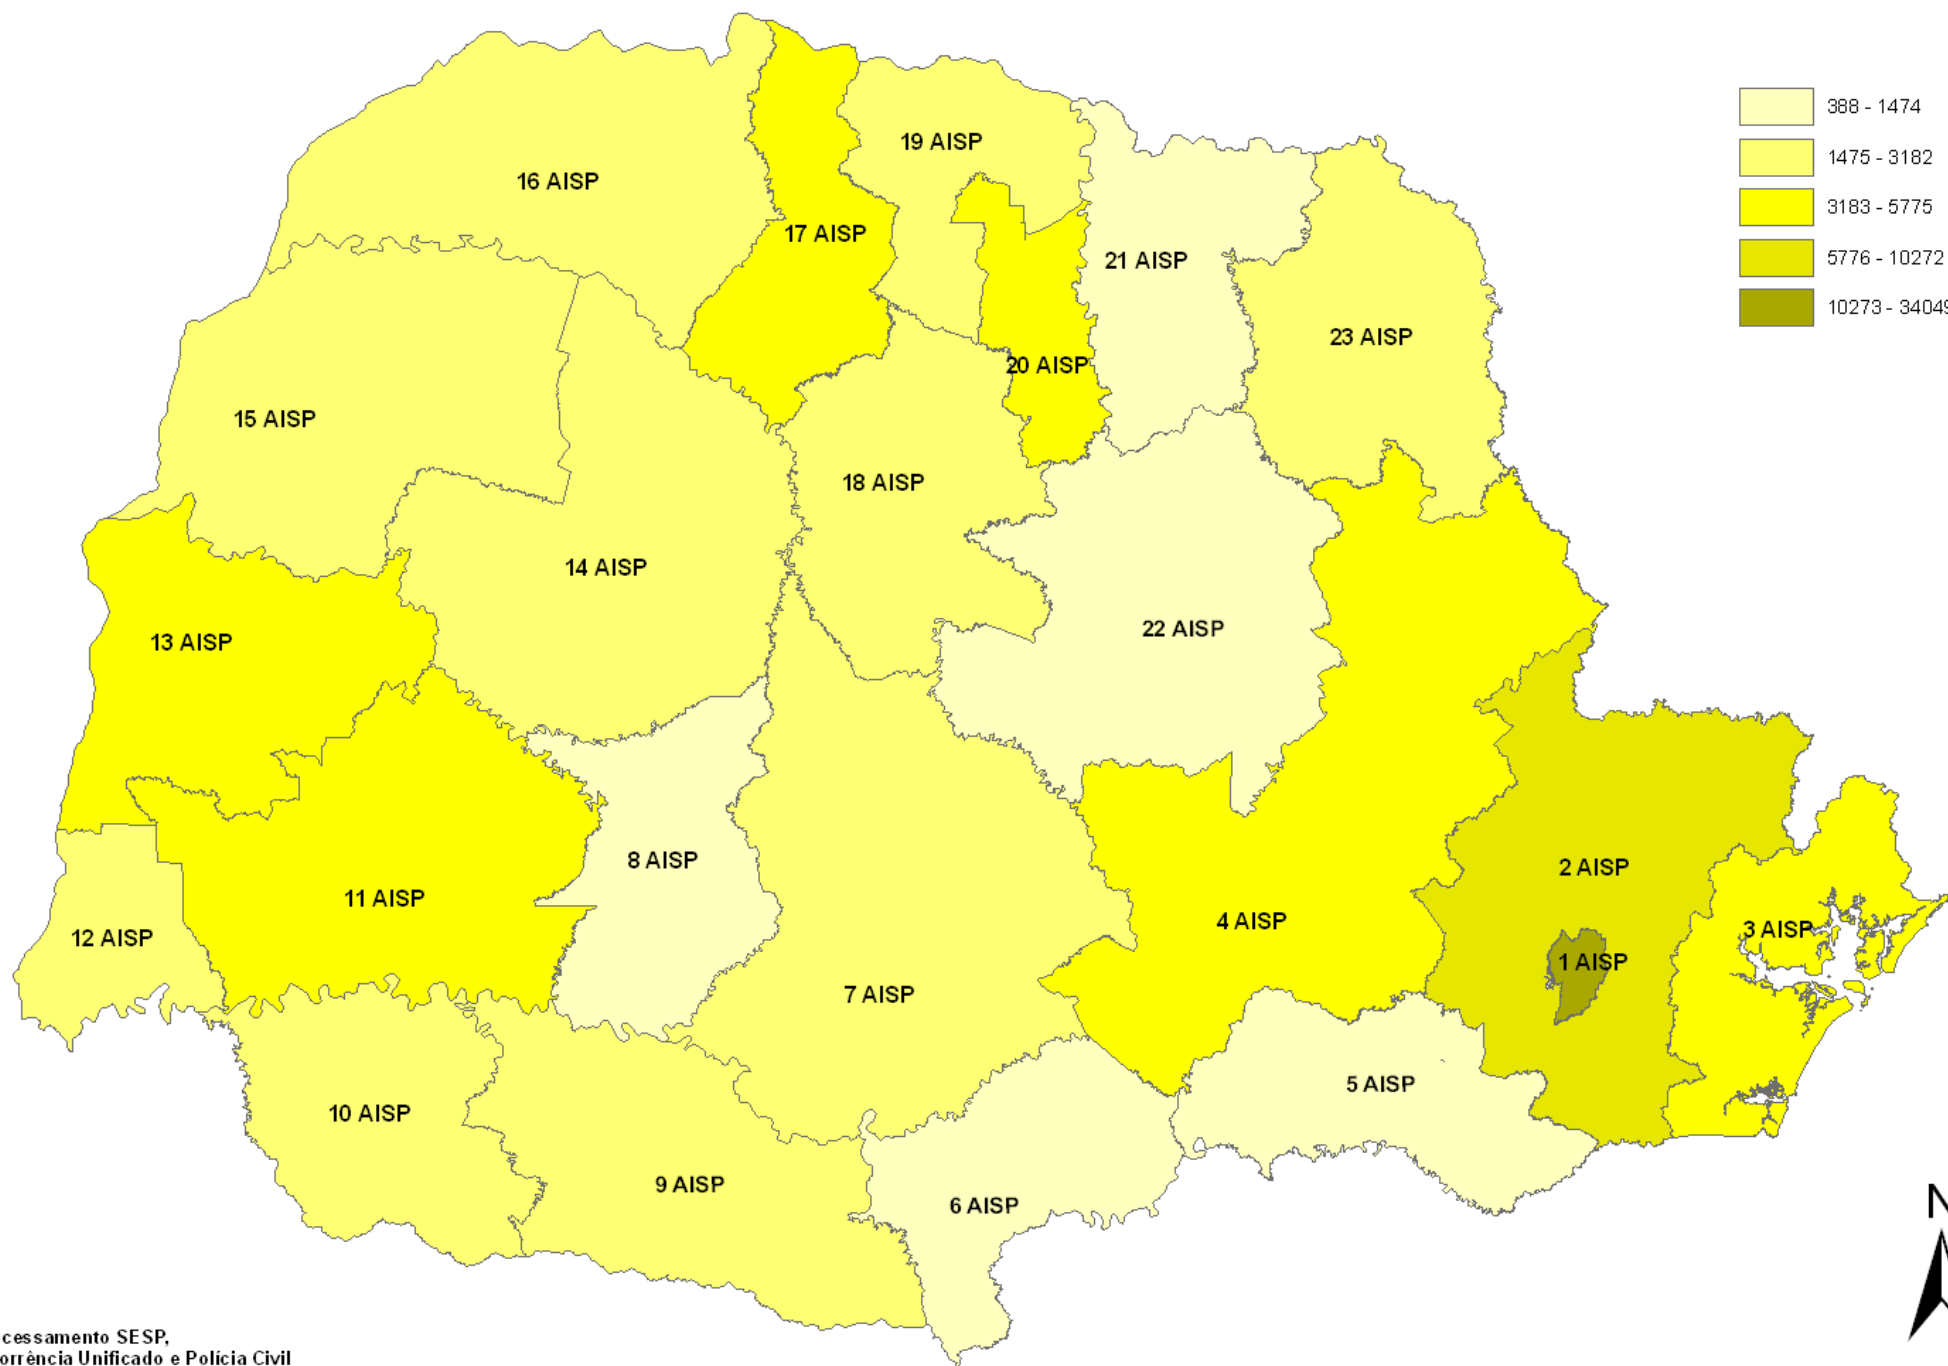 388 - 1474
1475 - 3182
3183 - 5775
5776 - 10272
10273 - 34049
19 AISP
16 AISP
17 AISP
21 AISP
23 AISP
20 AISP
15 AISP
18 AISP
14 AISP
22 AISP
13 AISP
8 AISP
2 AISP
11 AISP
4 AISP
3 AISP
12 AISP
1 AISP
7 AISP
5 AISP
10 AISP
9 AISP
6 AISP
N
cessamento SESP,
orrência Unificado e Polícia Civil